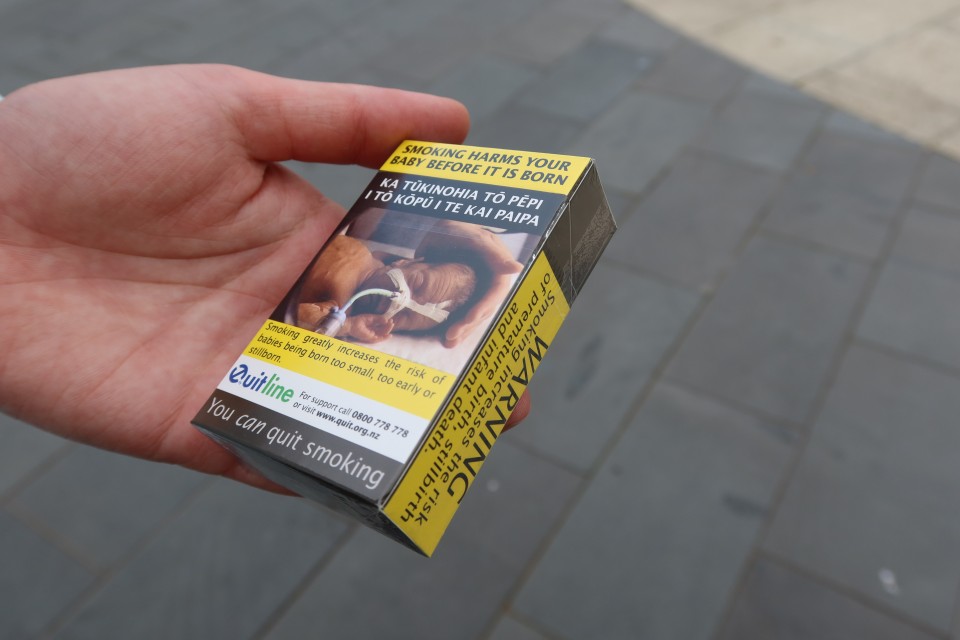 SMOKING HARMS YOUR
BABY BEFORE IT IS BORN
KA TŪKINOHIA TŌ PĒPI
I TŌ KŌPŪ I TE KAI PAIPA
Smoking greatly increases the risk of
babies being born too small, too early or
stillborn.
Quitline
For support call 0800 778 778
or visit www.quit.org.nz
You can quit smoking
WARNING
Smoking increases the risk
of premature birth, stillbirth
and infant death.